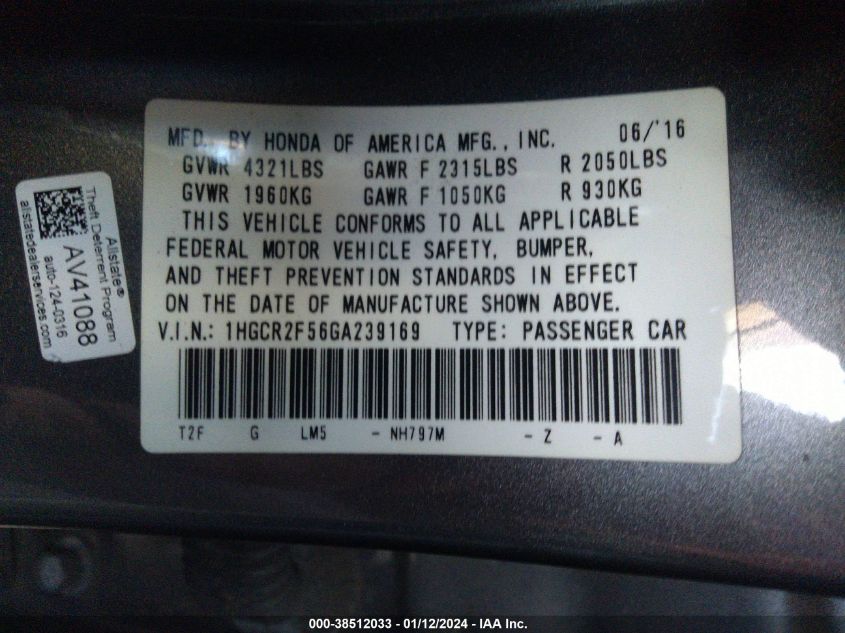 MFD. BY HONDA OF AMERICA MFG., INC. 06/'16
GVWR 4321LBS GAWR F 2315LBS R 2050LBS
GVWR 1960KG GAWR F 1050KG R 930KG
THIS VEHICLE CONFORMS TO ALL APPLICABLE
FEDERAL MOTOR VEHICLE SAFETY, BUMPER,
AND THEFT PREVENTION STANDARDS IN EFFECT
ON THE DATE OF MANUFACTURE SHOWN ABOVE.
V.I.N.: 1HGCR2F56GA239169 TYPE: PASSENGER CAR
T2F G LM5 - NH797M - Z - A
Allstate®
Theft Deterrent Program
AV41088
auto-124-0316
allstatedealerservices.com
000-38512033 - 01/12/2024 - IAA Inc.